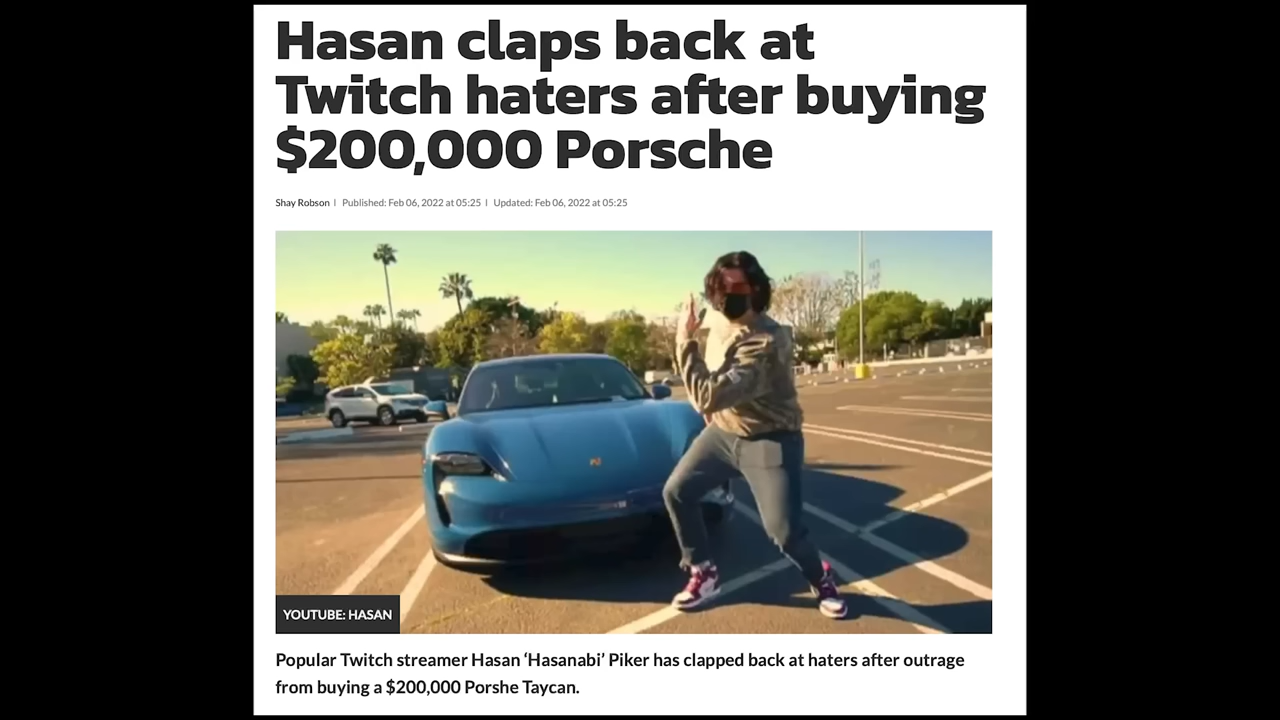 Hasan claps back at
Twitch haters after buying
$200,000 Porsche
Shay Robson | Published: Feb 06, 2022 at 05:25 | Updated: Feb 06, 2022 at 05:25
YOUTUBE: HASAN
Popular Twitch streamer Hasan ‘Hasanabi’ Piker has clapped back at haters after outrage
from buying a $200,000 Porshe Taycan.